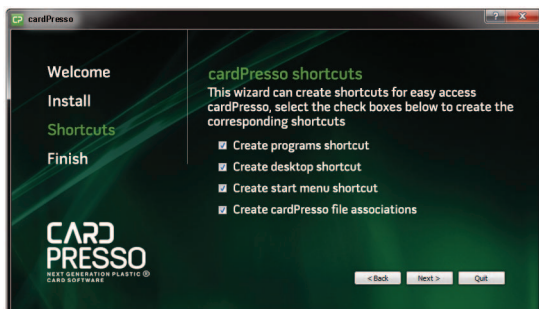 cardPresso
Welcome
Install
Shortcuts
Finish
cardPresso shortcuts
This wizard can create shortcuts for easy access
cardPresso, select the check boxes below to create the
corresponding shortcuts
Create programs shortcut
Create desktop shortcut
Create start menu shortcut
Create cardPresso file associations
CARD
PRESSO
NEXT GENERATION PLASTIC ®
CARD SOFTWARE
< Back Next > Quit